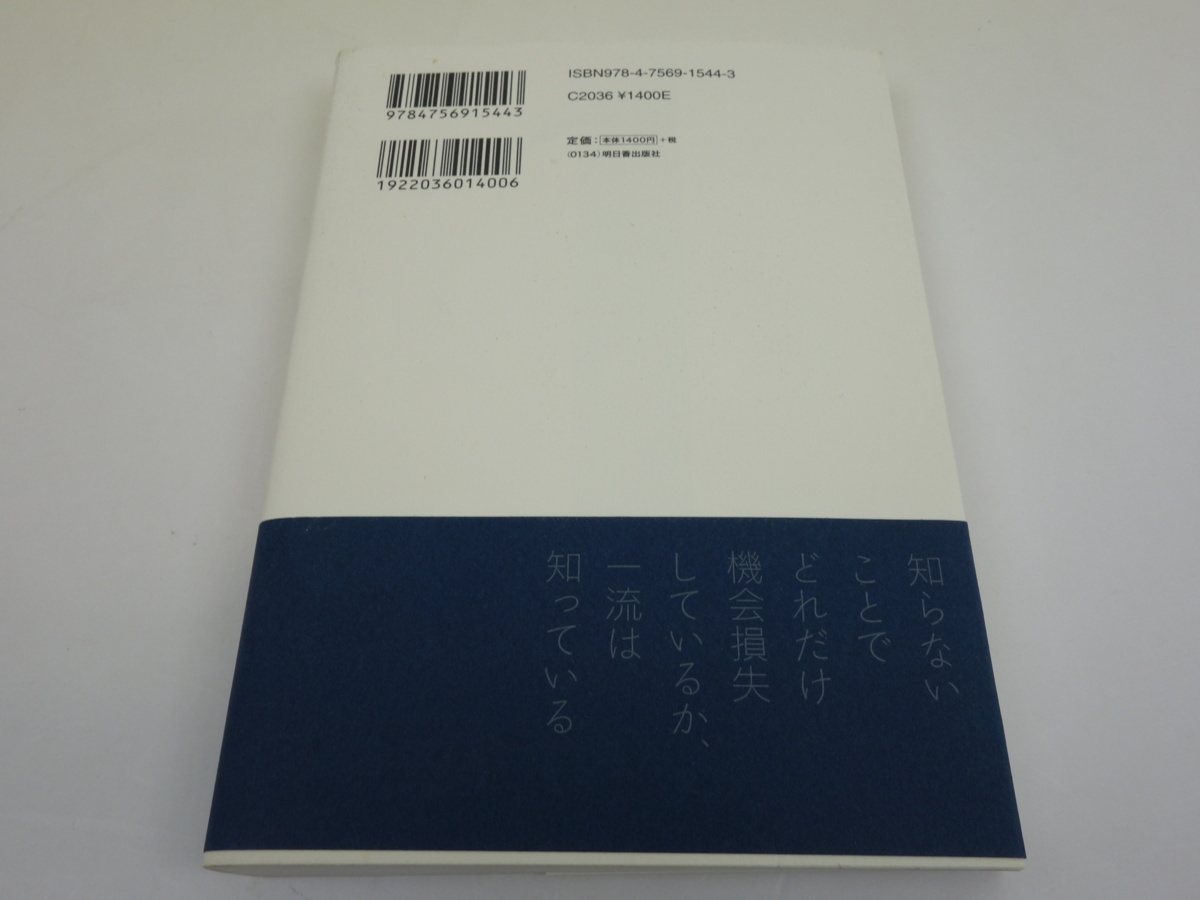 ISBN978-4-7569-1544-3
C2036 ¥1400E
9784756915443
定価：本体1400円+税
(0134)明日香出版社
1922036014006
知らない
ことで
どれだけ
機会損失
しているか、
一流は
知っている